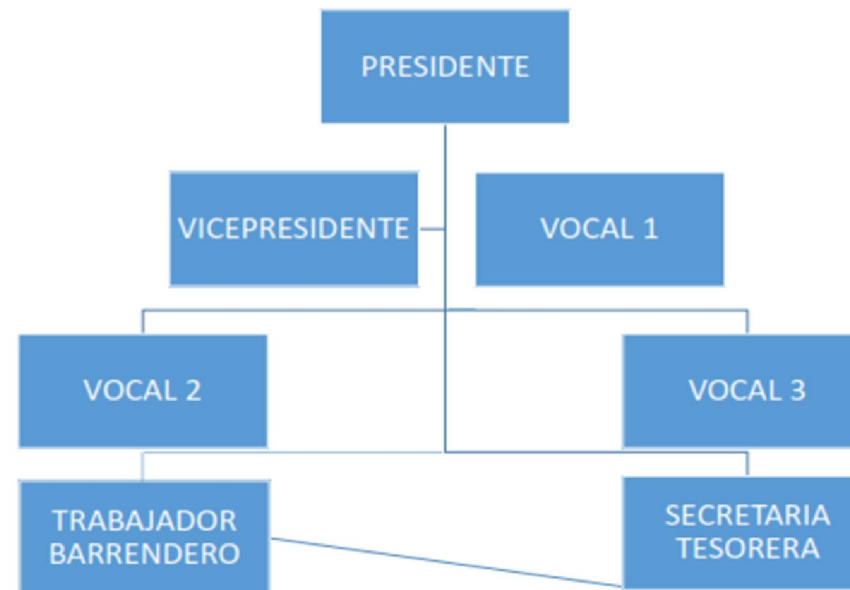 PRESIDENTE
VICEPRESIDENTE
VOCAL 1
VOCAL 2
VOCAL 3
TRABAJADOR
BARRENDERO
SECRETARIA
TESORERA